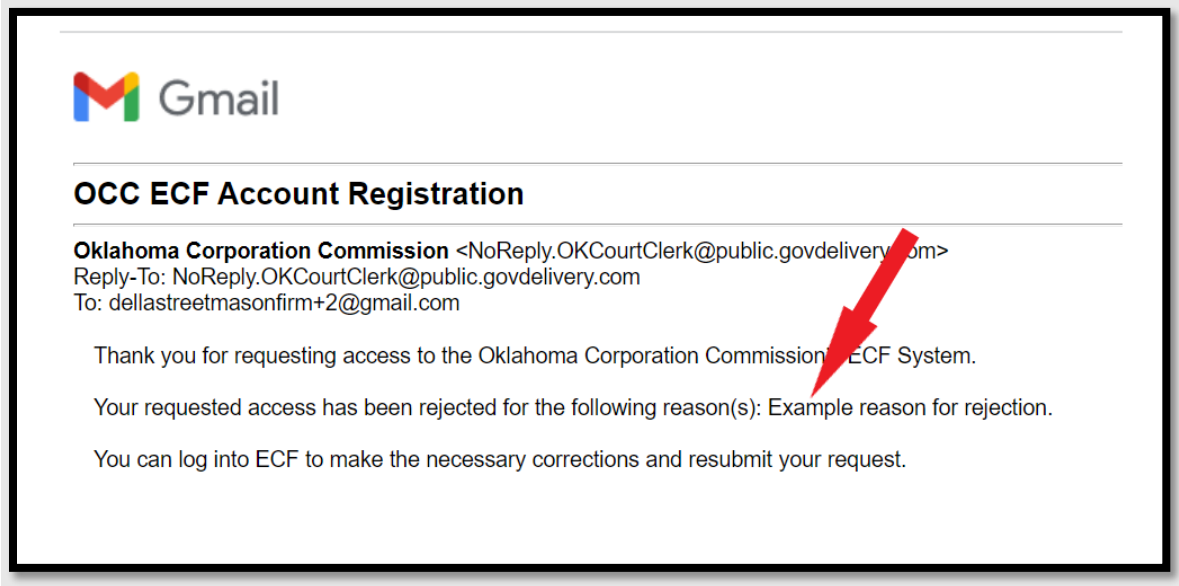 Gmail
OCC ECF Account Registration
Oklahoma Corporation Commission <NoReply.OKCourtClerk@public.govdelivery.com>
Reply-To: NoReply.OKCourtClerk@public.govdelivery.com
To: dellastreetmasonfirm+2@gmail.com
Thank you for requesting access to the Oklahoma Corporation Commission ECF System.
Your requested access has been rejected for the following reason(s): Example reason for rejection.
You can log into ECF to make the necessary corrections and resubmit your request.